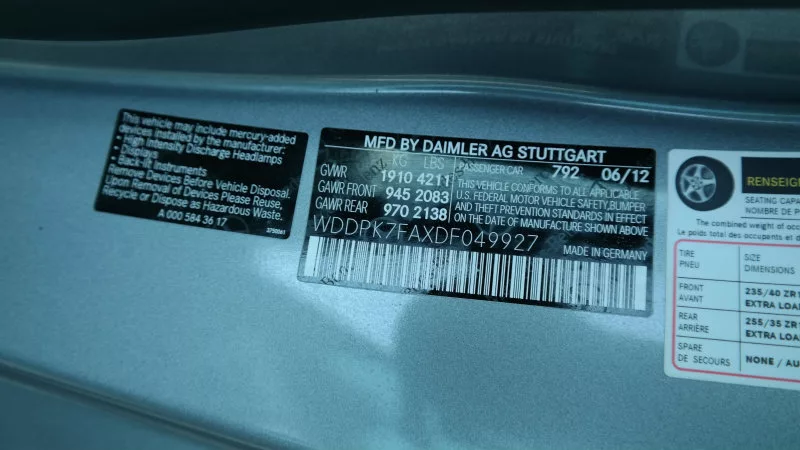 This vehicle may include mercury-added
devices installed by the manufacturer:
• High Intensity Discharge Headlamps
• Displays
• Back lit Instruments
Remove Devices Before Vehicle Disposal.
Upon Removal of Devices Please Reuse,
Recycle or Dispose as Hazardous Waste.
A 000 584 36 17
MFD BY DAIMLER AG STUTTGART
KG LBS
PASSENGER CAR 792 06/12
GVWR 1910 4211
GAWR FRONT 945 2083
GAWR REAR 970 2138
THIS VEHICLE CONFORMS TO ALL APPLICABLE
U.S. FEDERAL MOTOR VEHICLE SAFETY, BUMPER
AND THEFT PREVENTION STANDARDS IN EFFECT
ON THE DATE OF MANUFACTURE SHOWN ABOVE
WDDPK7FAXDF049927
MADE IN GERMANY
RENSEIGN
SEATING CAPA
NOMBRE DE P
The combined weight of occ
Le poids total des occupants
TIRE
PNEU
SIZE
DIMENSIONS
FRONT
AVANT
235/40 ZR1
EXTRA LOA
REAR
ARRIÈRE
255/35 ZR1
EXTRA LOA
SPARE
DE SECOURS
NONE / AU